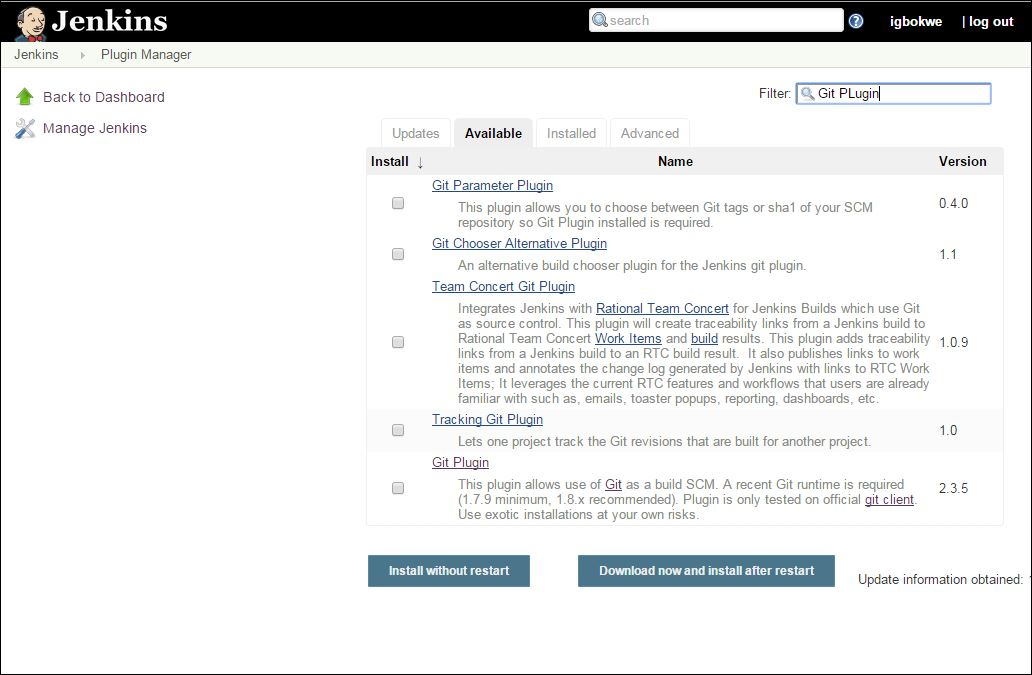 Jenkins
search
igbokwe
| log out
Jenkins
Plugin Manager
Back to Dashboard
Manage Jenkins
Filter: Git PLugin
Updates
Available
Installed
Advanced
Install ↓
Name
Version
Git Parameter Plugin
This plugin allows you to choose between Git tags or sha1 of your SCM
repository so Git Plugin installed is required.
0.4.0
Git Chooser Alternative Plugin
An alternative build chooser plugin for the Jenkins git plugin.
1.1
Team Concert Git Plugin
Integrates Jenkins with Rational Team Concert for Jenkins Builds which use Git
as source control. This plugin will create traceability links from a Jenkins build to
Rational Team Concert Work Items and build results. This plugin adds traceability
links from a Jenkins build to an RTC build result. It also publishes links to work
items and annotates the change log generated by Jenkins with links to RTC Work
Items; It leverages the current RTC features and workflows that users are already
familiar with such as, emails, toaster popups, reporting, dashboards, etc.
1.0.9
Tracking Git Plugin
Lets one project track the Git revisions that are built for another project.
1.0
Git Plugin
This plugin allows use of Git as a build SCM. A recent Git runtime is required
(1.7.9 minimum, 1.8.x recommended). Plugin is only tested on official git client.
Use exotic installations at your own risks.
2.3.5
Install without restart
Download now and install after restart
Update information obtained: